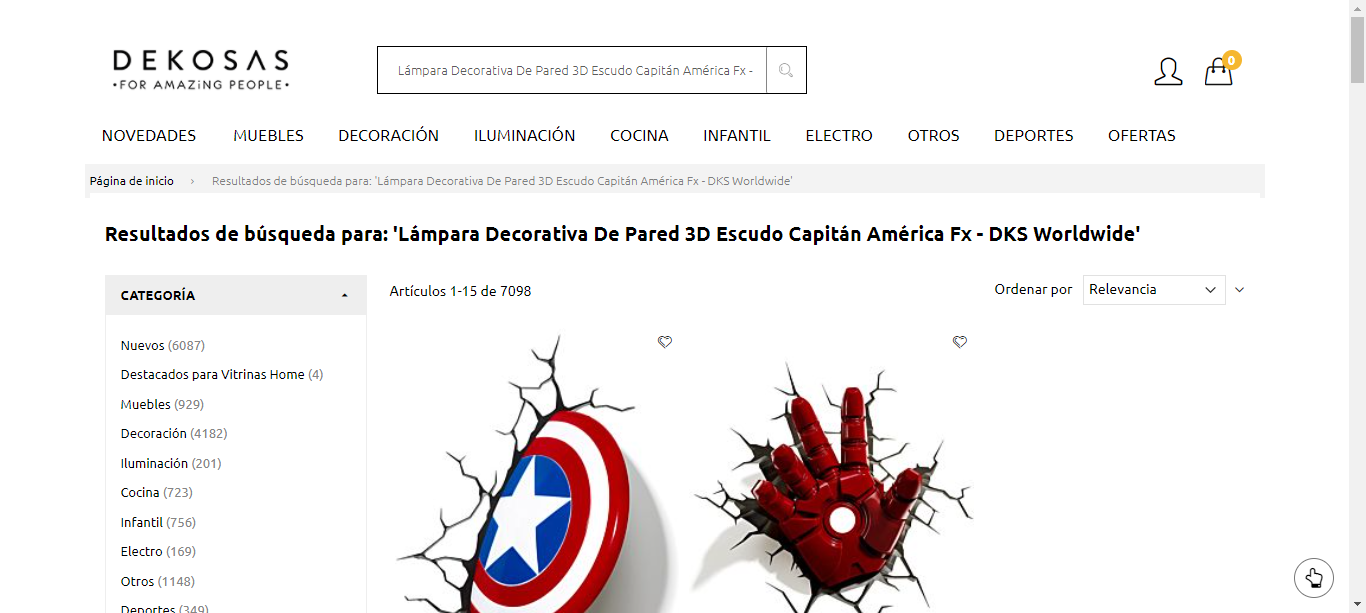 DEKOSAS
•FOR AMAZiNG PEOPLE•
Lámpara Decorativa De Pared 3D Escudo Capitán América Fx -
0
NOVEDADES MUEBLES DECORACIÓN ILUMINACIÓN COCINA INFANTIL ELECTRO OTROS DEPORTES OFERTAS
Página de inicio › Resultados de búsqueda para: 'Lámpara Decorativa De Pared 3D Escudo Capitán América Fx - DKS Worldwide'
Resultados de búsqueda para: 'Lámpara Decorativa De Pared 3D Escudo Capitán América Fx - DKS Worldwide'
CATEGORÍA
Artículos 1-15 de 7098
Ordenar por Relevancia
Nuevos (6087)
Destacados para Vitrinas Home (4)
Muebles (929)
Decoración (4182)
Iluminación (201)
Cocina (723)
Infantil (756)
Electro (169)
Otros (1148)
Deportes (349)